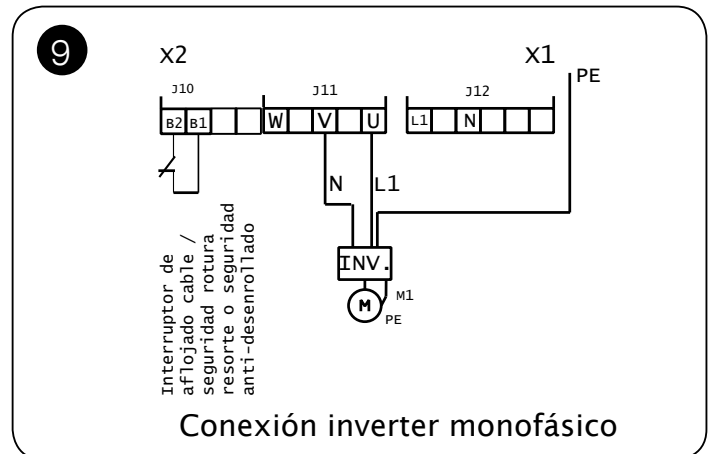 9
X2
X1
PE
J10
J11
J12
B2 B1
W V U
L1 N
N L1
INV.
M M1
PE
Interruptor de
aflojado cable /
seguridad rotura
resorte o seguridad
anti-desenrollado
Conexión inverter monofásico